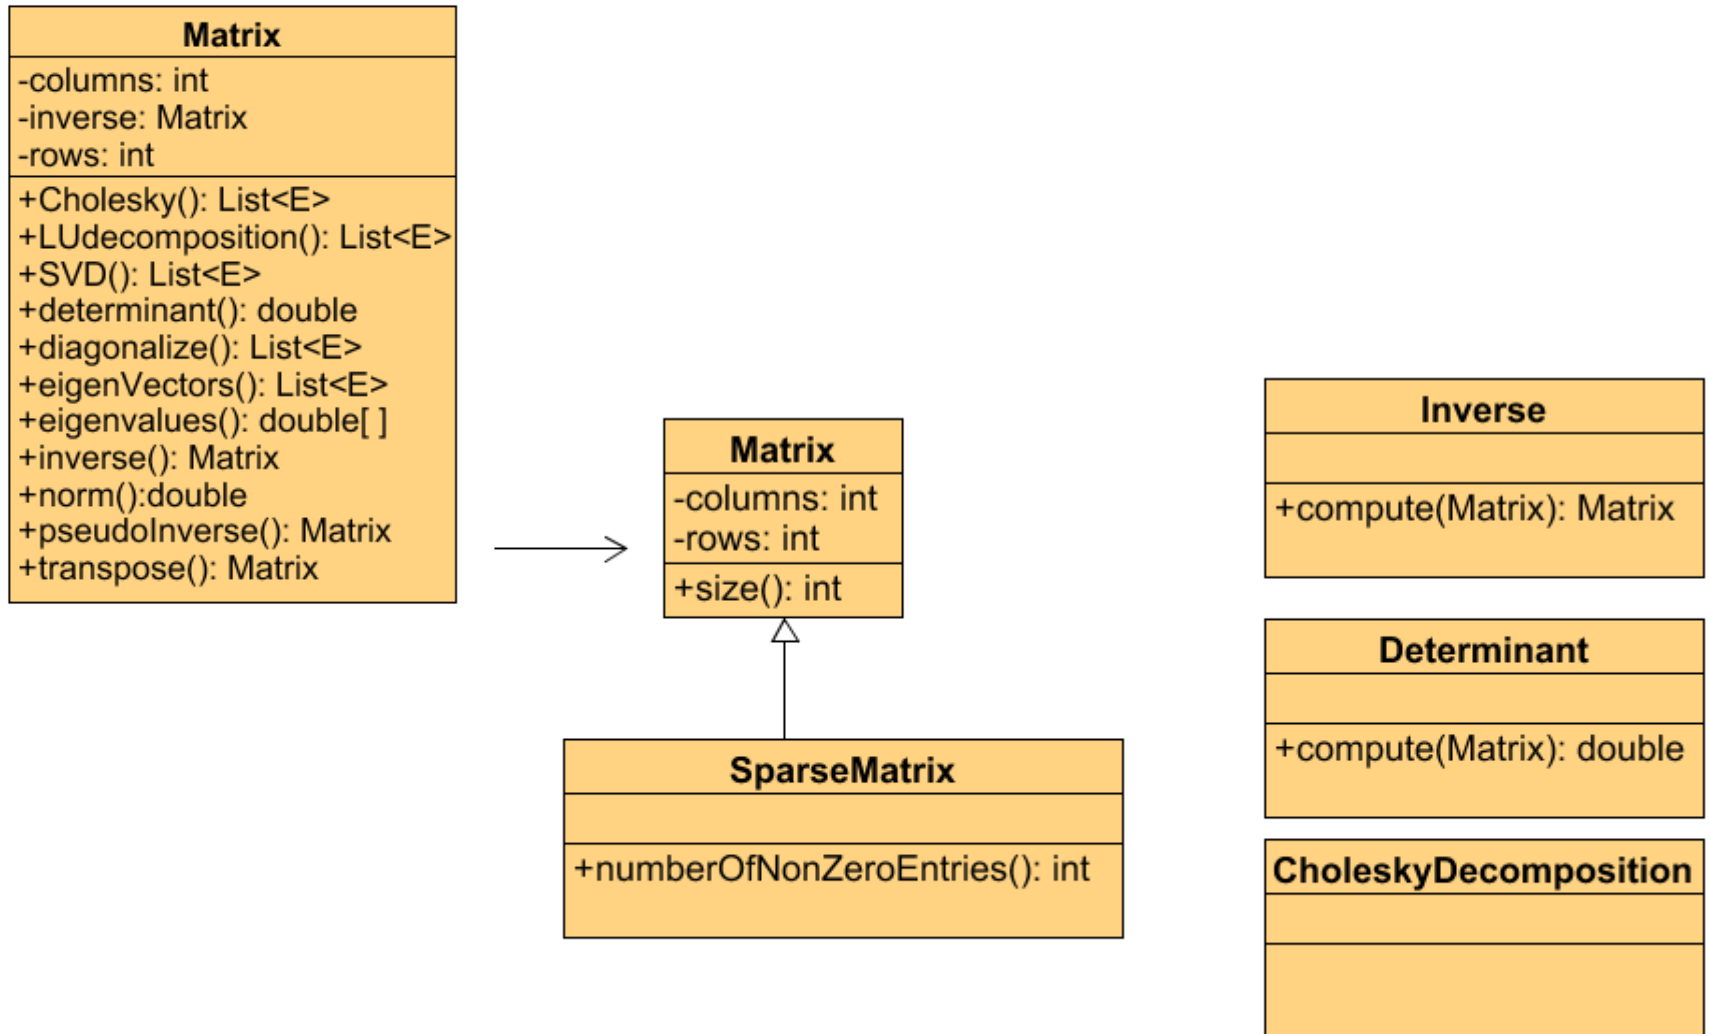 Matrix
-columns: int
-inverse: Matrix
-rows: int
+Cholesky(): List<E>
+LUdecomposition(): List<E>
+SVD(): List<E>
+determinant(): double
+diagonalize(): List<E>
+eigenVectors(): List<E>
+eigenvalues(): double[ ]
+inverse(): Matrix
+norm():double
+pseudoInverse(): Matrix
+transpose(): Matrix
Matrix
-columns: int
-rows: int
+size(): int
SparseMatrix
+numberOfNonZeroEntries(): int
Inverse
+compute(Matrix): Matrix
Determinant
+compute(Matrix): double
CholeskyDecomposition